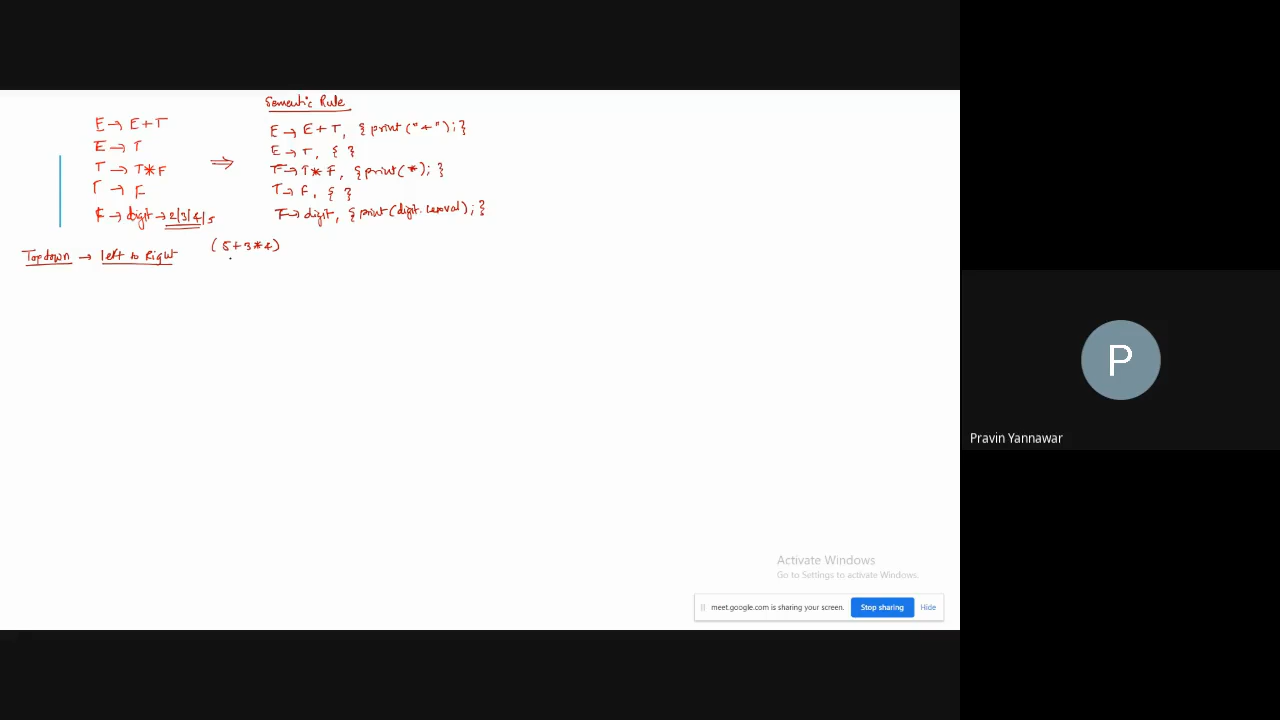 Sementic Rule
E → E + T
E → T
T → T * F
T → F
F → digit → 2/3/4/5
⇒
E → E + T, { print ("+"); }
E → T, { }
T → T * F, { print (*); }
T → F, { }
F → digit, { print (digit. lexval); }
Topdown → left to Right
( 5 + 3 * 4 )
P
Pravin Yannawar
Activate Windows
Go to Settings to activate Windows.
meet.google.com is sharing your screen. Stop sharing Hide